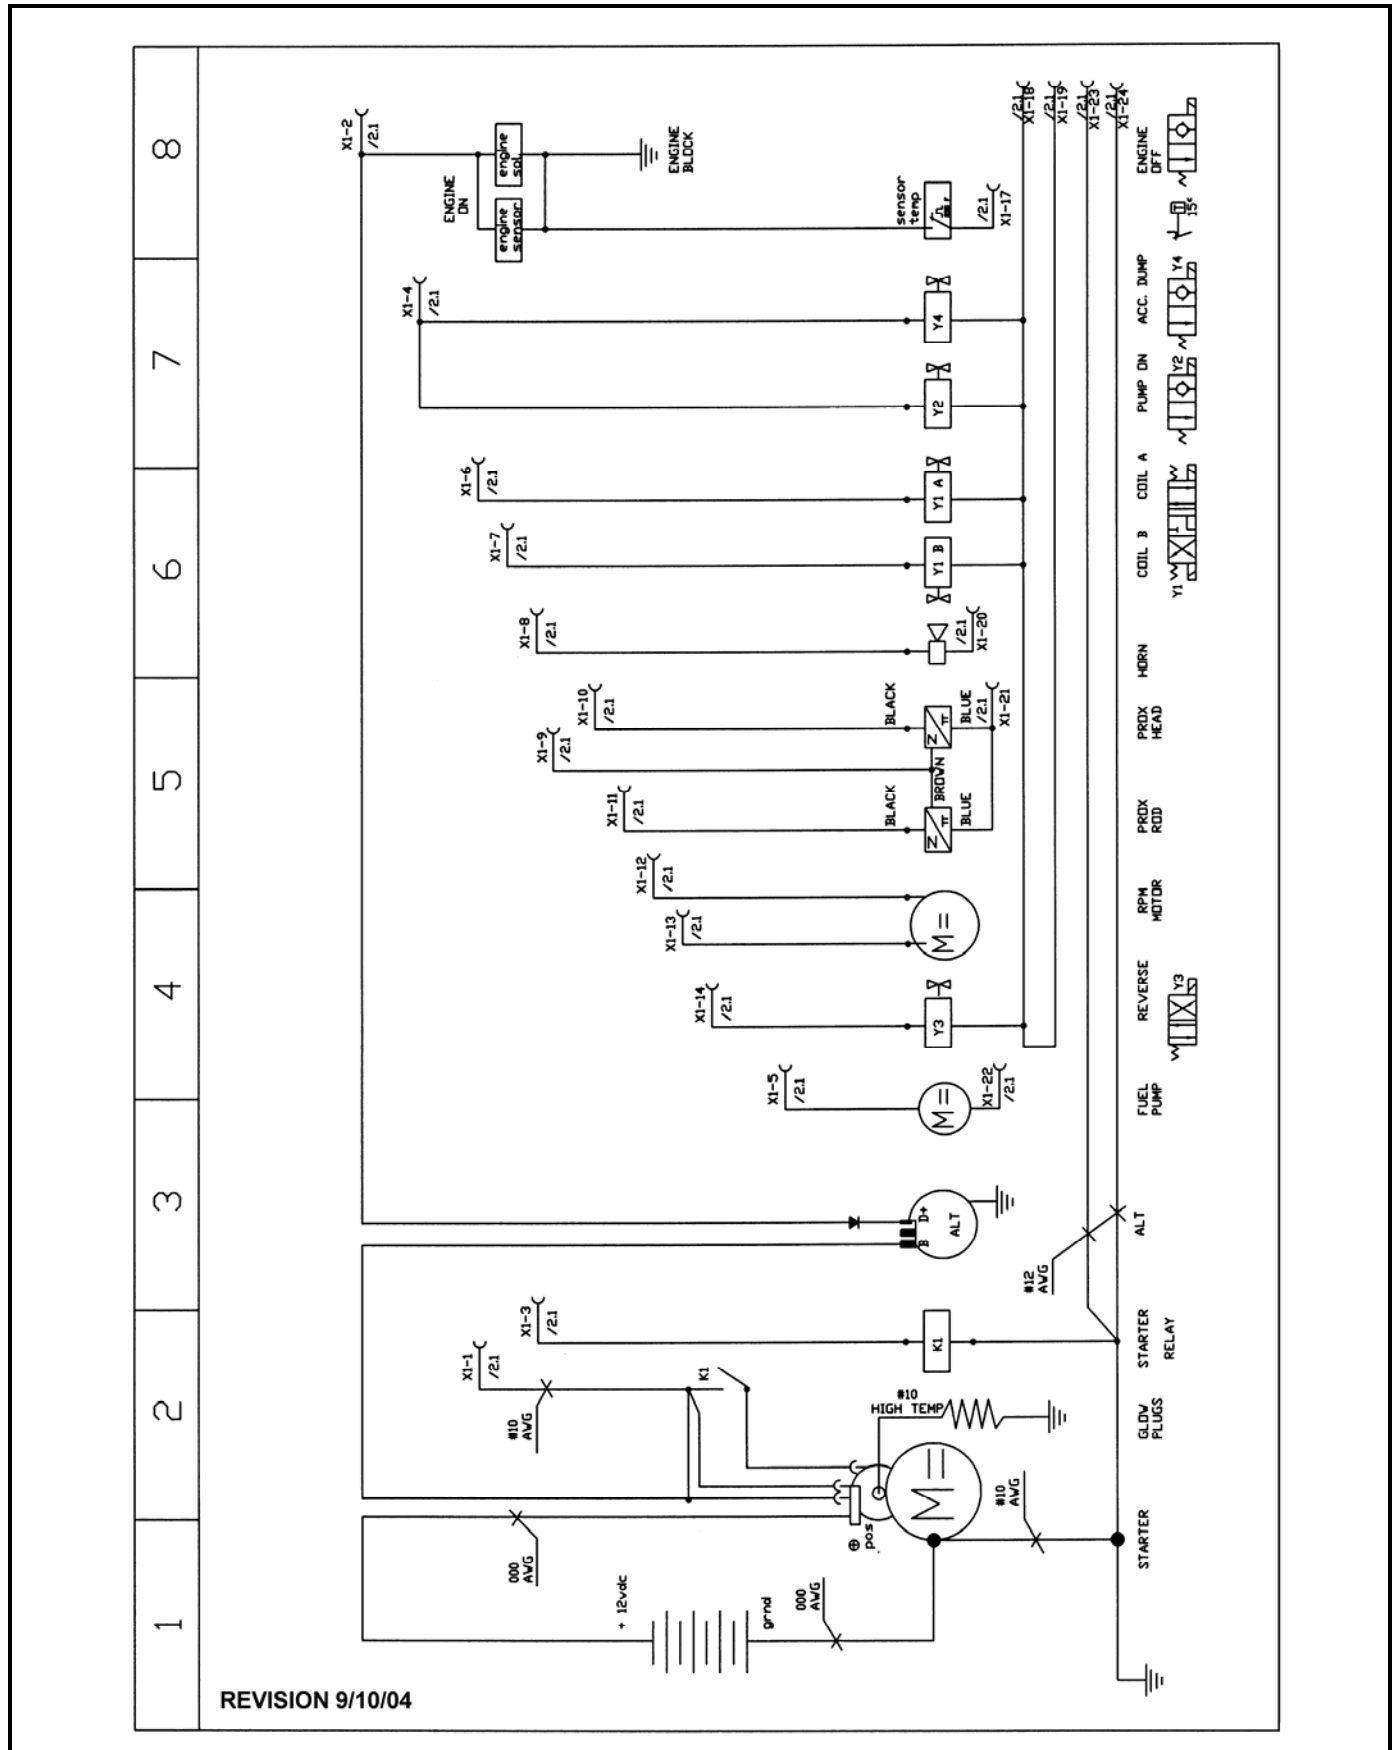 8
7
6
5
4
3
2
1
X1-2
/2.1
engine
sol
engine
sensor
ENGINE
ON
ENGINE
BLOCK
sensor
temp
/2.1
X1-17
/2.1
X1-18
/2.1
X1-19
/2.1
X1-23
/2.1
X1-24
ENGINE
OFF
15°
X1-4
/2.1
Y4
Y2
ACC. DUMP
Y4
PUMP ON
Y2
X1-6
/2.1
Y1 A
COIL A
X1-7
/2.1
Y1 B
COIL B
Y1
X1-8
/2.1
/2.1
X1-20
HORN
X1-10
/2.1
BLACK
BLUE
/2.1
X1-21
PROX
HEAD
X1-9
/2.1
BROWN
X1-11
/2.1
BLACK
BLUE
PROX
ROD
X1-12
/2.1
X1-13
/2.1
M=
RPM
MOTOR
X1-14
/2.1
Y3
REVERSE
Y3
X1-5
/2.1
M=
X1-22
/2.1
FUEL
PUMP
D+
B
ALT
ALT
#12
AWG
X1-3
/2.1
K1
STARTER
RELAY
X1-1
/2.1
#10
AWG
K1
#10
HIGH TEMP
GLOW
PLUGS
M=
#10
AWG
⊕
pos
000
AWG
STARTER
+ 12vdc
grnd
000
AWG
REVISION 9/10/04